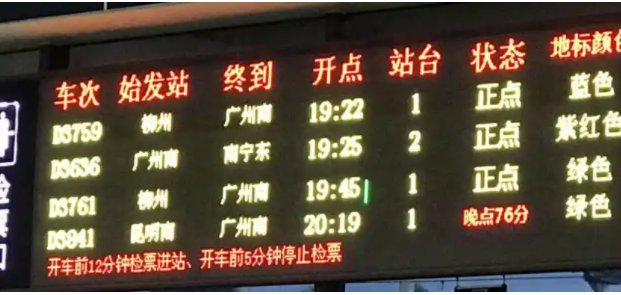 车次 始发站 终到 开点 站台 状态 地标颜色
D3759 柳州 广州南 19:22 1 正点 蓝色
D3636 广州南 南宁东 19:25 2 正点 紫红色
D3761 柳州 广州南 19:45 1 正点 绿色
D3841 昆明南 广州南 20:19 1 晚点76分 绿色
开车前12分钟检票进站、开车前5分钟停止检票
检票口